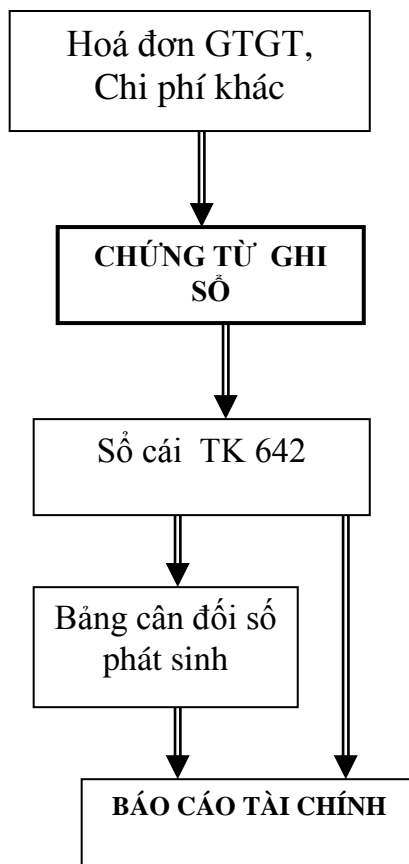 Hoá đơn GTGT,
Chi phí khác
CHỨNG TỪ GHI
SỔ
Sổ cái TK 642
Bảng cân đối số
phát sinh
BÁO CÁO TÀI CHÍNH